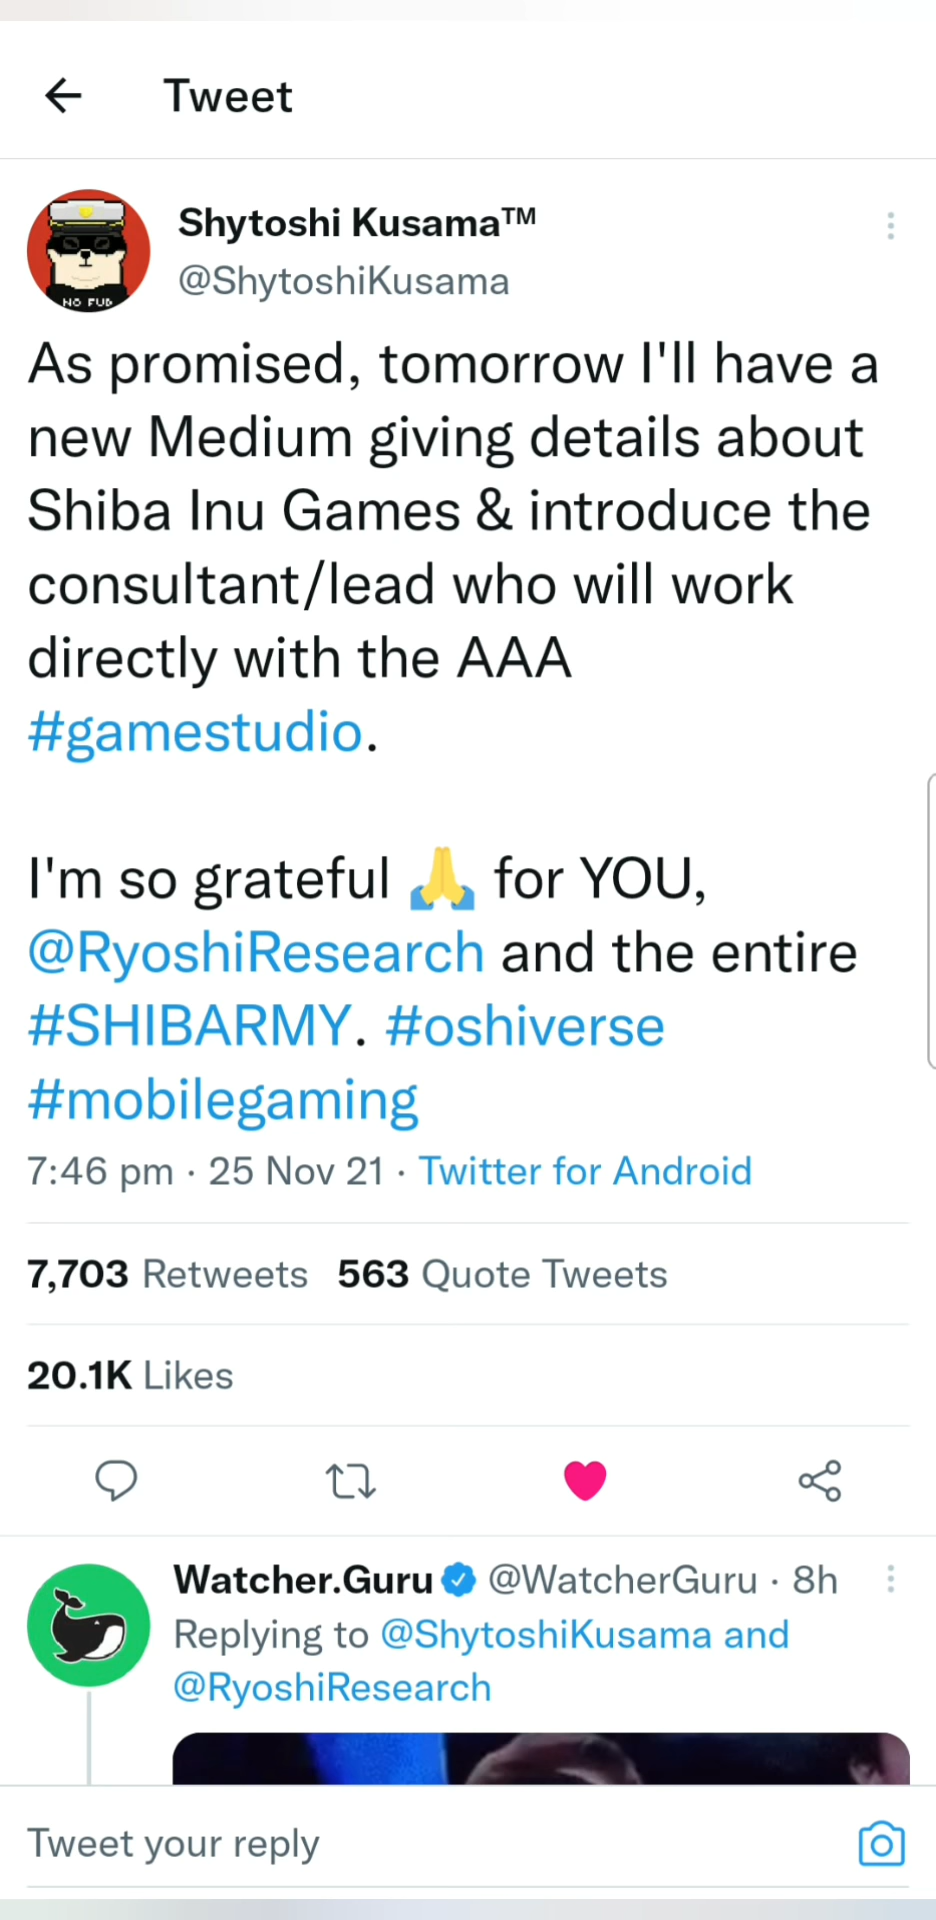 Tweet
Shytoshi Kusama™
@ShytoshiKusama
NO FUD
As promised, tomorrow I'll have a
new Medium giving details about
Shiba Inu Games & introduce the
consultant/lead who will work
directly with the AAA
#gamestudio.
I'm so grateful 🙏 for YOU,
@RyoshiResearch and the entire
#SHIBARMY. #oshiverse
#mobilegaming
7:46 pm · 25 Nov 21 · Twitter for Android
7,703 Retweets 563 Quote Tweets
20.1K Likes
Watcher.Guru @WatcherGuru · 8h
Replying to @ShytoshiKusama and
@RyoshiResearch
Tweet your reply